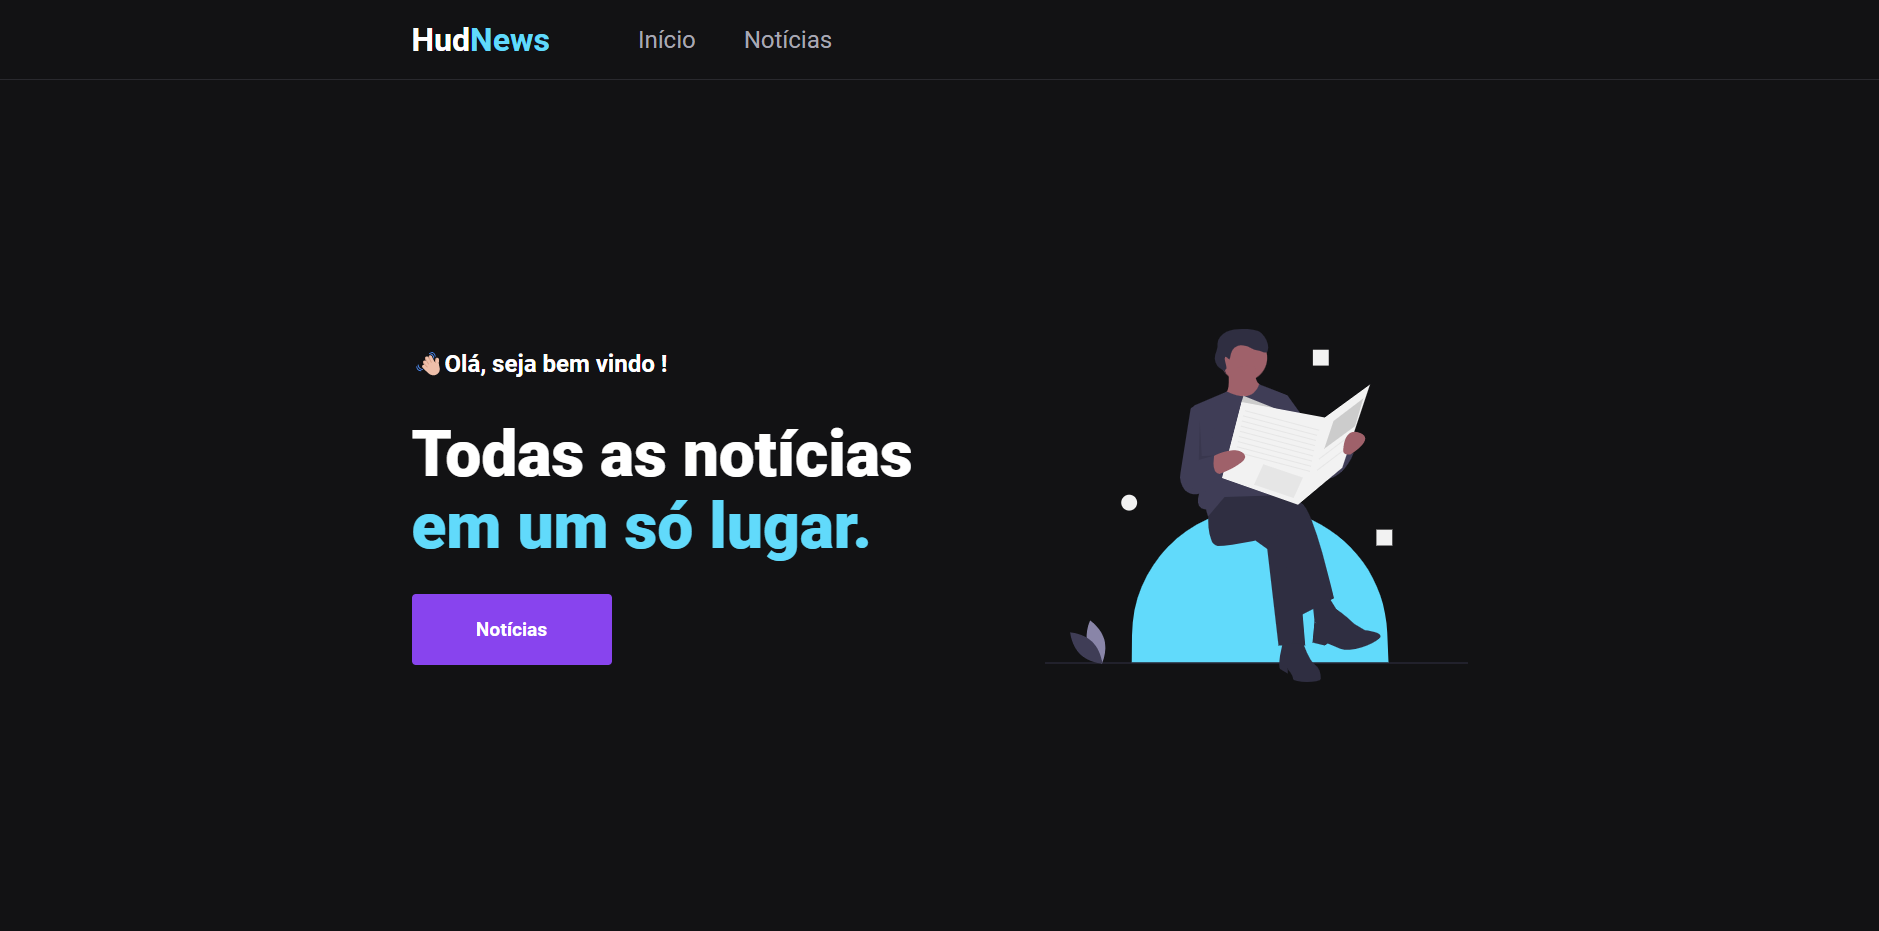 HudNews
Início
Notícias
👋🏻Olá, seja bem vindo !
Todas as notícias
em um só lugar.
Notícias